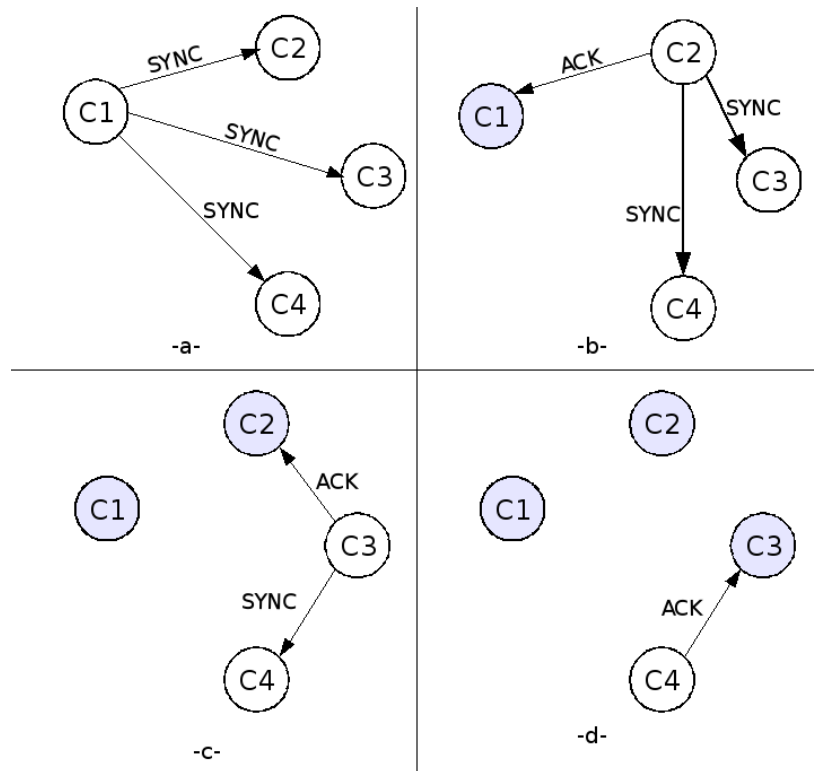 C1
SYNC
C2
SYNC
C3
SYNC
C4
-a-
C2
ACK
C1
SYNC
C3
SYNC
C4
-b-
C2
C1
ACK
C3
SYNC
C4
-c-
C2
C1
C3
ACK
C4
-d-